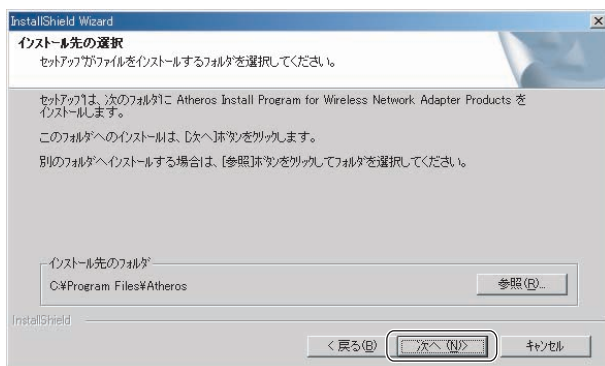 InstallShield Wizard
インストール先の選択
セットアップがファイルをインストールするフォルダを選択してください。
セットアップは、次のフォルダに Atheros Install Program for Wireless Network Adapter Products を
インストールします。
このフォルダへのインストールは、[次へ]ボタンをクリックします。
別のフォルダへインストールする場合は、[参照]ボタンをクリックしてフォルダを選択してください。
インストール先のフォルダ
C:¥Program Files¥Atheros
参照(R)...
InstallShield
< 戻る(B)
次へ (N)>
キャンセル